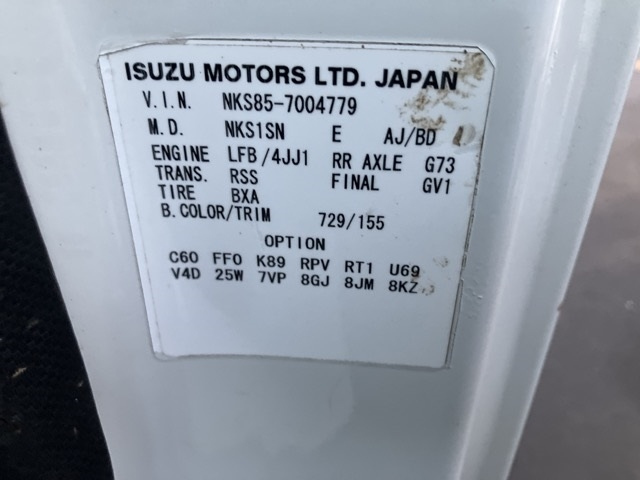 ISUZU MOTORS LTD. JAPAN
V.I.N. NKS85-7004779
M.D. NKS1SN E AJ/BD
ENGINE LFB/4JJ1 RR AXLE G73
TRANS. RSS FINAL GV1
TIRE BXA
B.COLOR/TRIM 729/155
OPTION
C60 FF0 K89 RPV RT1 U69
V4D 25W 7VP 8GJ 8JM 8KZ